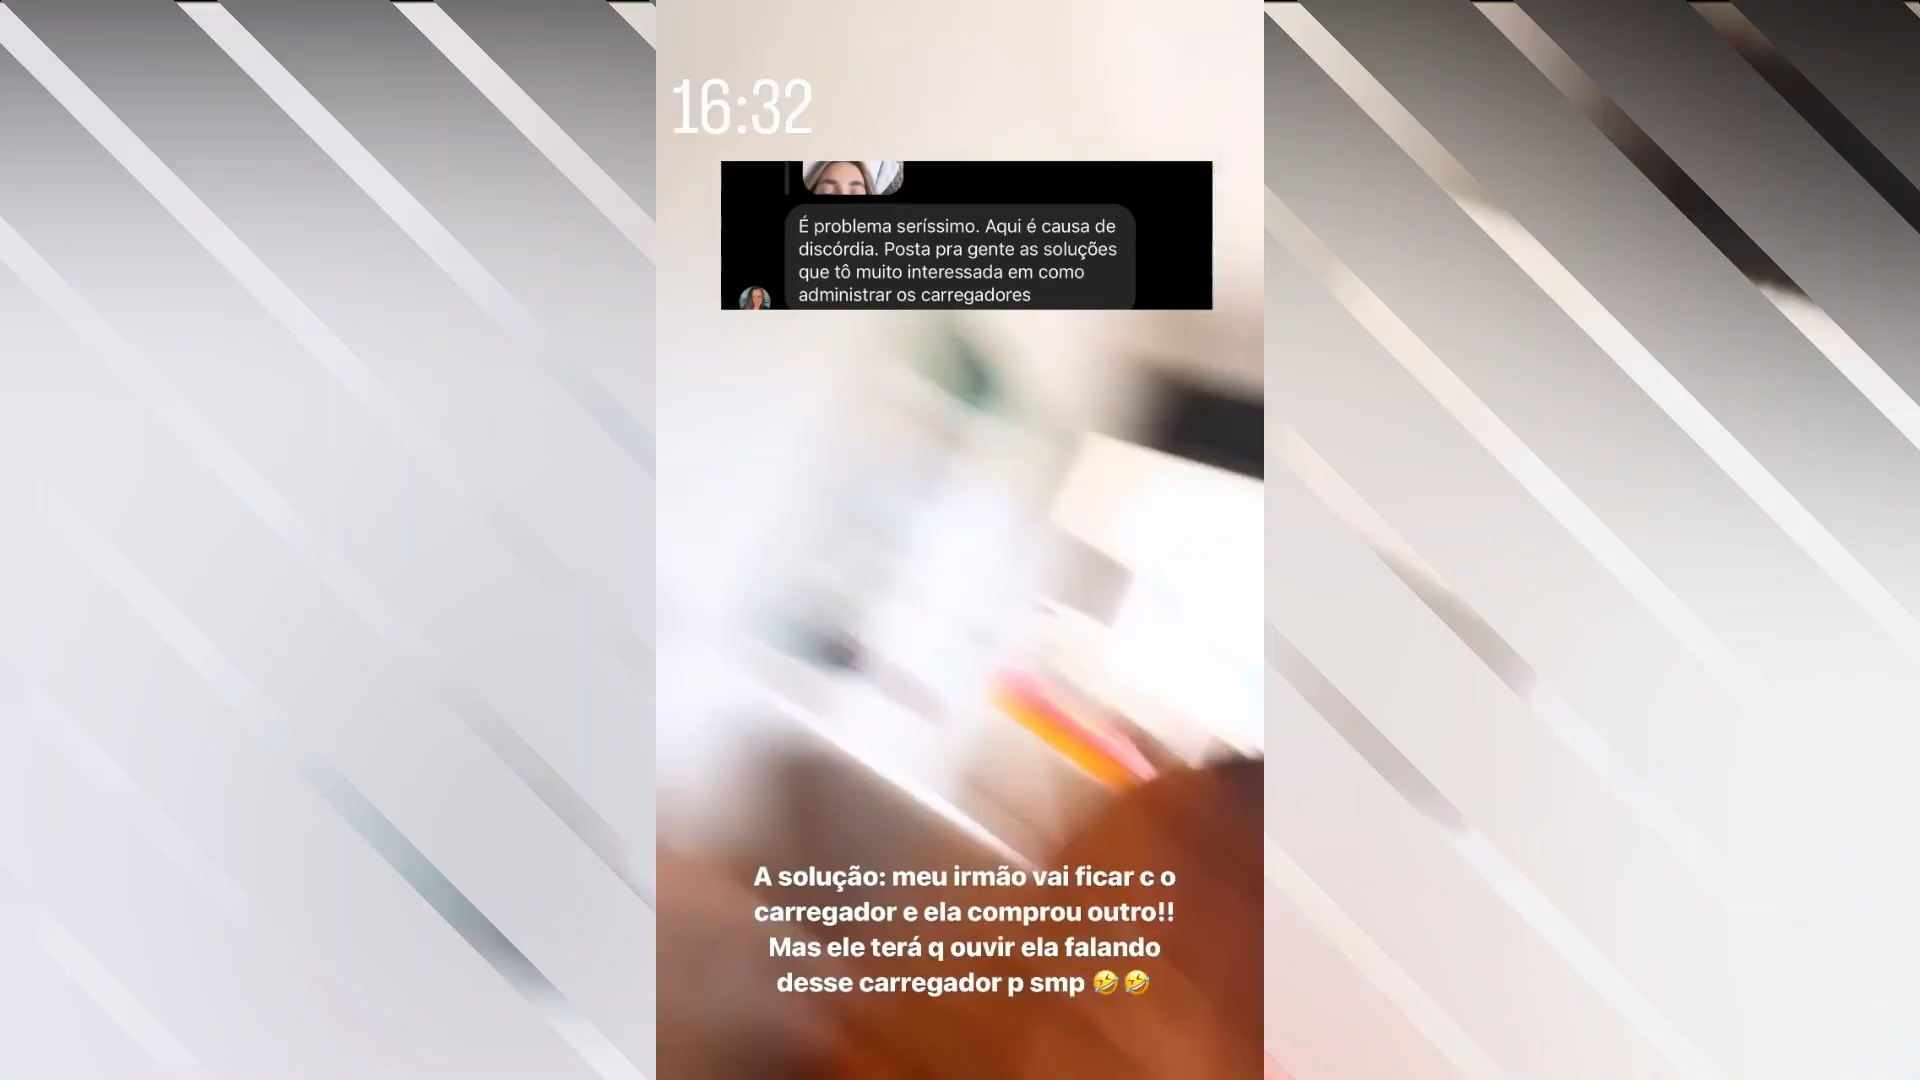 16:32
É problema seríssimo. Aqui é causa de
discórdia. Posta pra gente as soluções
que tô muito interessada em como
administrar os carregadores
A solução: meu irmão vai ficar c o
carregador e ela comprou outro!!
Mas ele terá q ouvir ela falando
desse carregador p smp 🤣🤣